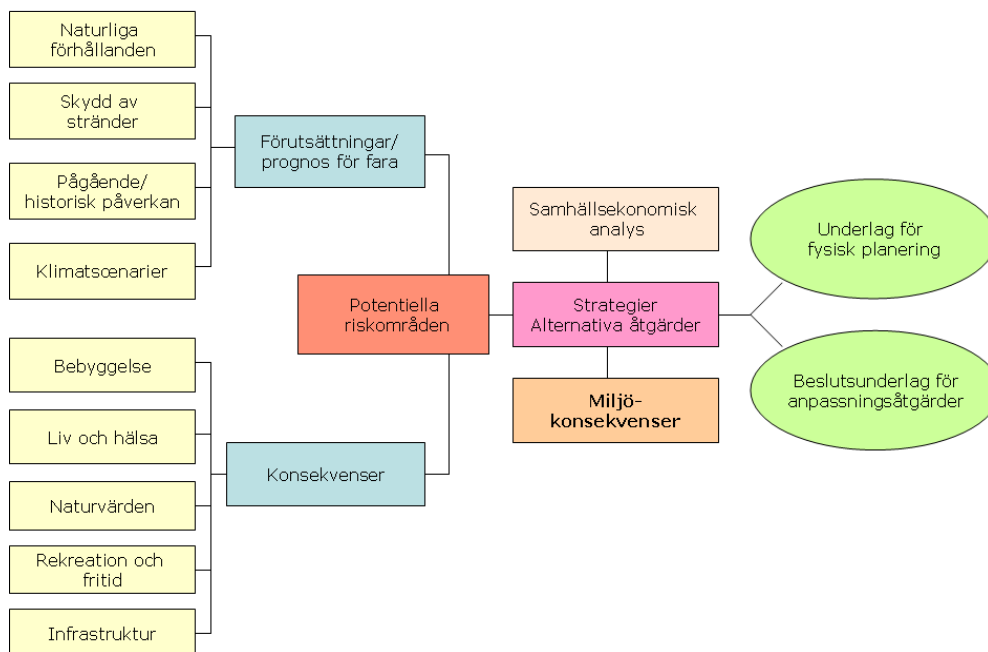 Naturliga
förhållanden
Skydd av
stränder
Pågående/
historisk påverkan
Klimatscenarier
Förutsättningar/
prognos för fara
Bebyggelse
Liv och hälsa
Naturvärden
Rekreation och
fritid
Infrastruktur
Konsekvenser
Potentiella
riskområden
Samhällsekonomisk
analys
Strategier
Alternativa åtgärder
Miljö-
konsekvenser
Underlag för
fysisk planering
Beslutsunderlag för
anpassningsåtgärder